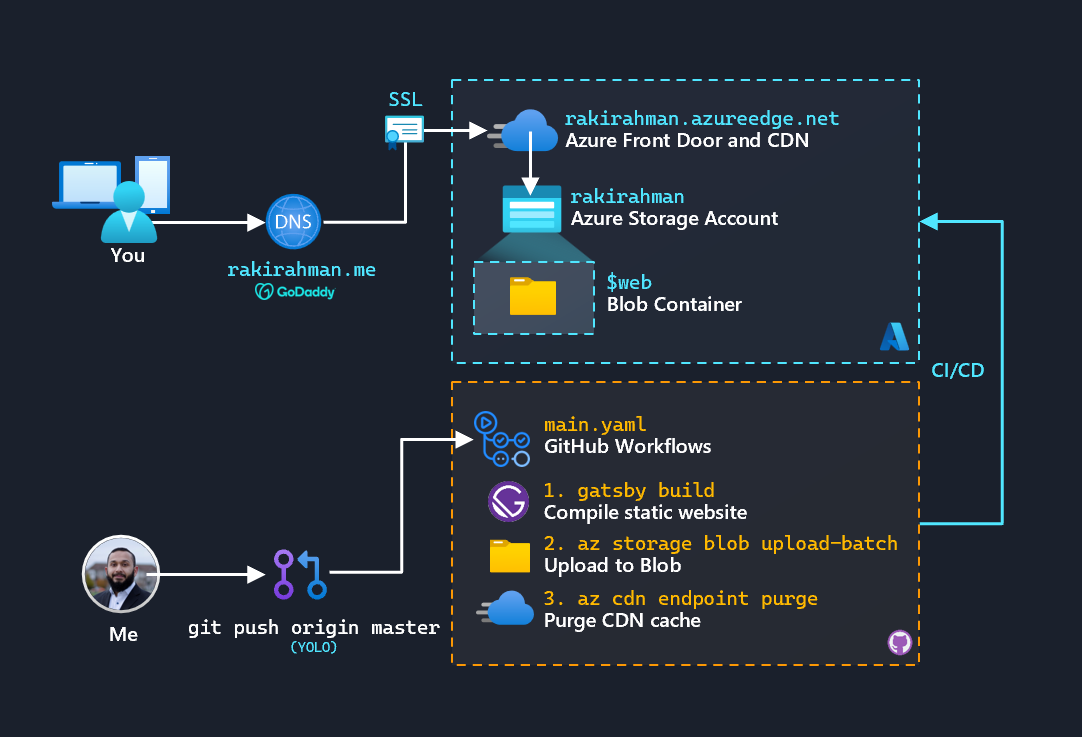 SSL
rakirahman.azureedge.net
Azure Front Door and CDN
rakirahman
Azure Storage Account
You
DNS
rakirahman.me
GoDaddy
$web
Blob Container
CI/CD
main.yaml
GitHub Workflows
1. gatsby build
Compile static website
2. az storage blob upload-batch
Upload to Blob
3. az cdn endpoint purge
Purge CDN cache
Me
git push origin master
(YOLO)